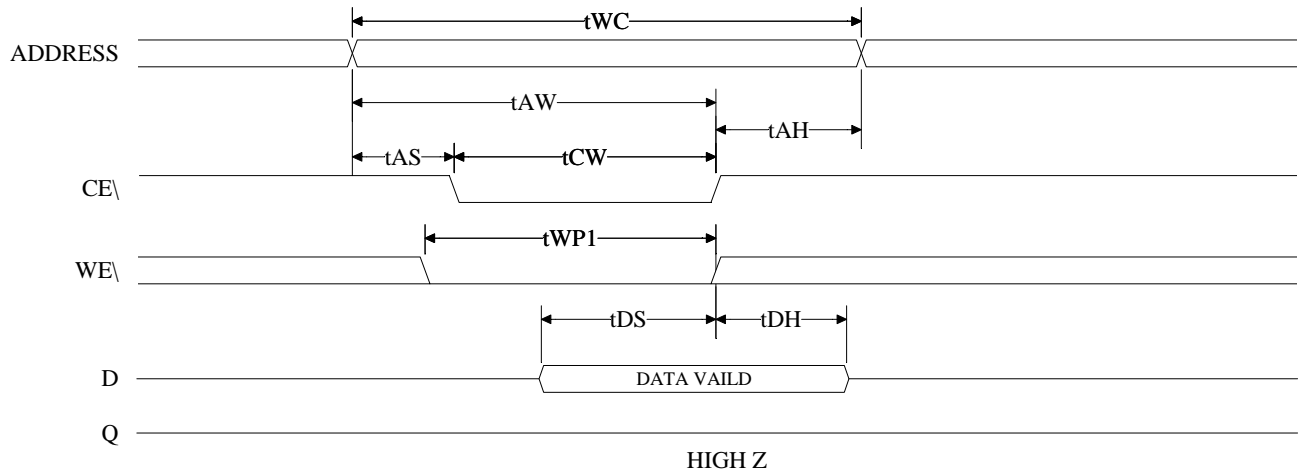 tWC
ADDRESS
tAW
tAH
tAS
tCW
CE\
tWP1
WE\
tDS
tDH
D
DATA VAILD
Q
HIGH Z